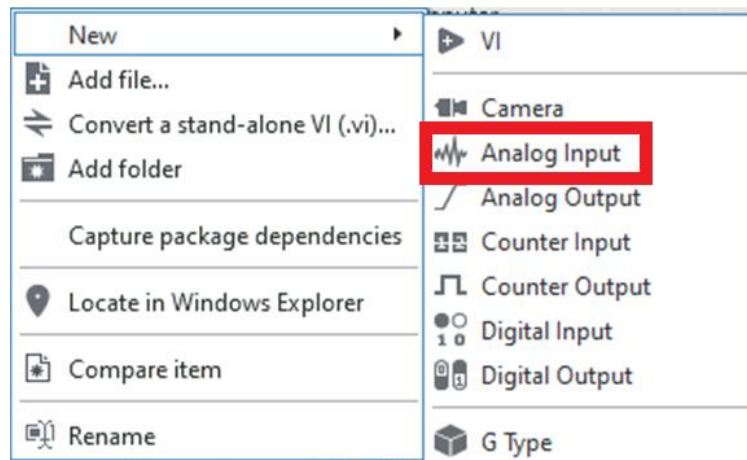 New
Add file...
Convert a stand-alone VI (.vi)...
Add folder
Capture package dependencies
Locate in Windows Explorer
Compare item
Rename
VI
Camera
Analog Input
Analog Output
Counter Input
Counter Output
Digital Input
Digital Output
G Type